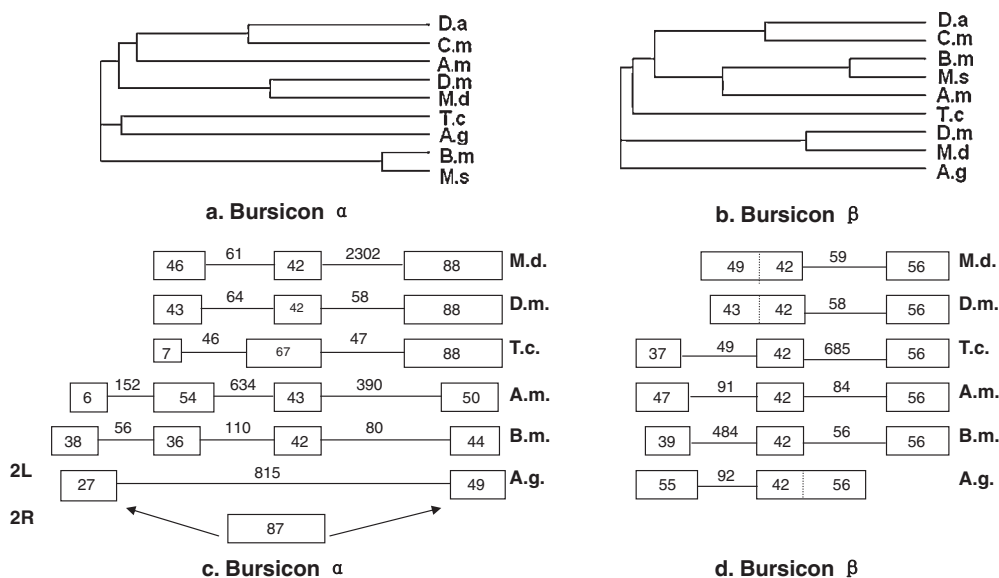 D.a
C.m
A.m
D.m
M.d
T.c
A.g
B.m
M.s
a. Bursicon α
D.a
C.m
B.m
M.s
A.m
T.c
D.m
M.d
A.g
b. Bursicon β
46 61 42 2302 88 M.d.
43 64 42 58 88 D.m.
7 46 67 47 88 T.c.
6 152 54 634 43 390 50 A.m.
38 56 36 110 42 80 44 B.m.
2L 27 815 49 A.g.
2R 87
c. Bursicon α
49 42 59 56 M.d.
43 42 58 56 D.m.
37 49 42 685 56 T.c.
47 91 42 84 56 A.m.
39 484 42 56 56 B.m.
55 92 42 56 A.g.
d. Bursicon β